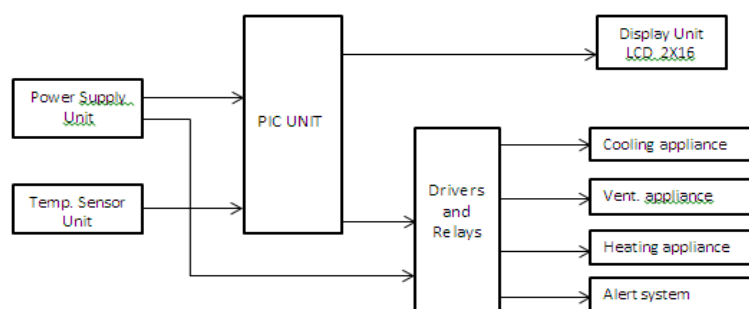 Display Unit
LCD 2X16
Power Supply
Unit
PIC UNIT
Cooling appliance
Temp. Sensor
Unit
Drivers
and
Relays
Vent. appliance
Heating appliance
Alert system